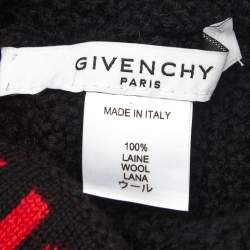 GIVENCHY
PARIS
MADE IN ITALY
100%
LAINE
WOOL
LANA
ウール